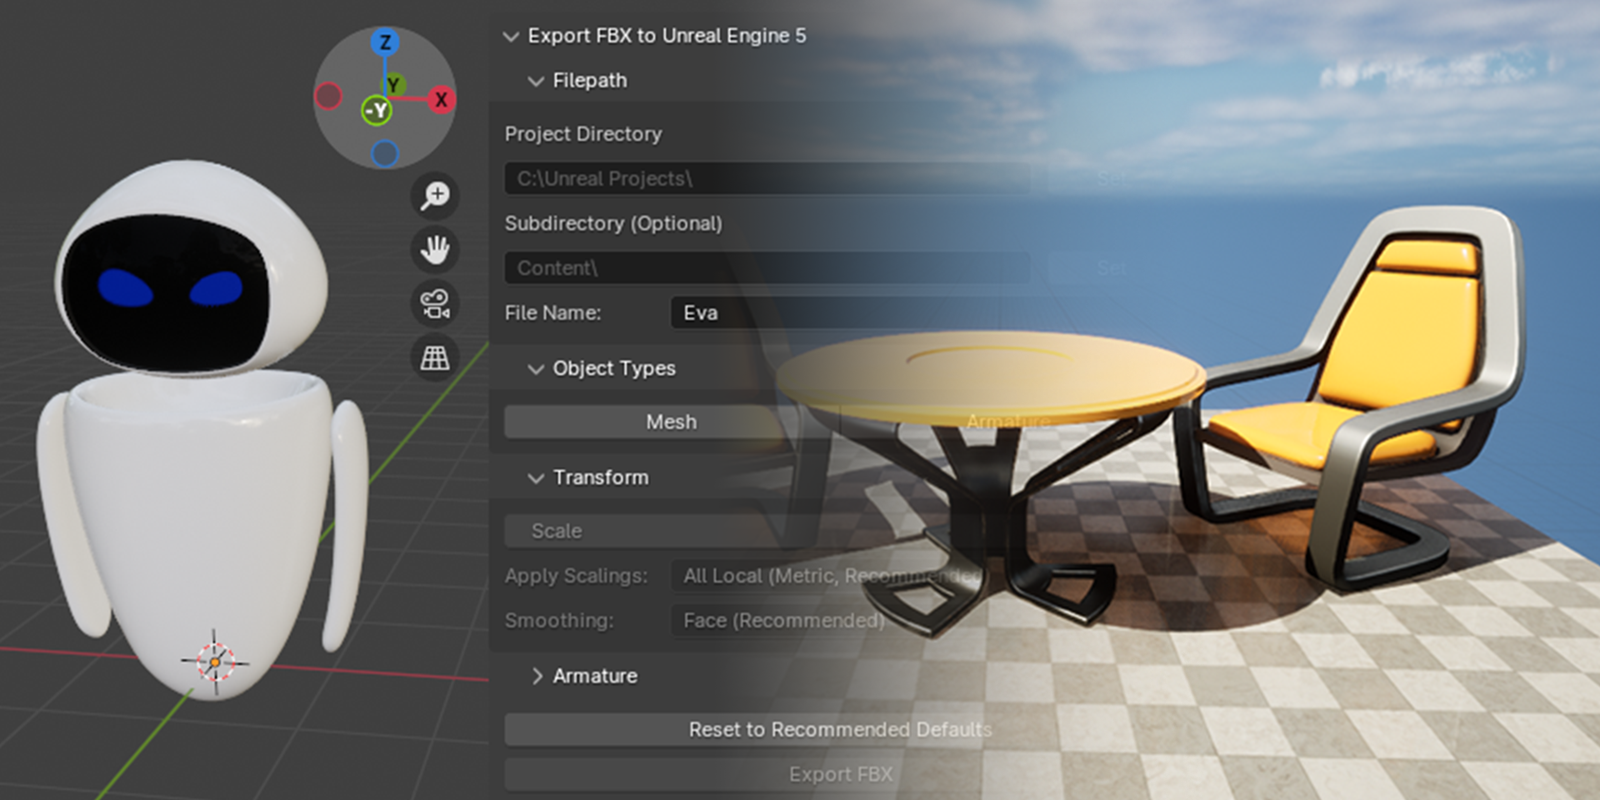 Z
Y
-Y
X
Export FBX to Unreal Engine 5
Filepath
Project Directory
C:\Unreal Projects\
Set
Subdirectory (Optional)
Content\
Set
File Name:
Eva
Object Types
Mesh
Armature
Transform
Scale
Apply Scalings:
All Local (Metric, Recommended
Smoothing:
Face (Recommended)
Armature
Reset to Recommended Defaults
Export FBX